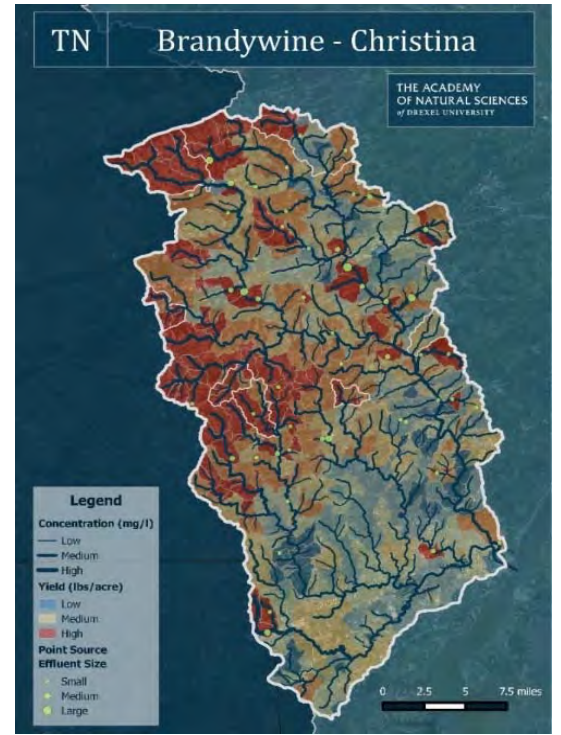 TN
Brandywine - Christina
THE ACADEMY
OF NATURAL SCIENCES
of DREXEL UNIVERSITY
Legend
Concentration (mg/l)
Low
Medium
High
Yield (lbs/acre)
Low
Medium
High
Point Source
Effluent Size
Small
Medium
Large
0 2.5 5 7.5 miles